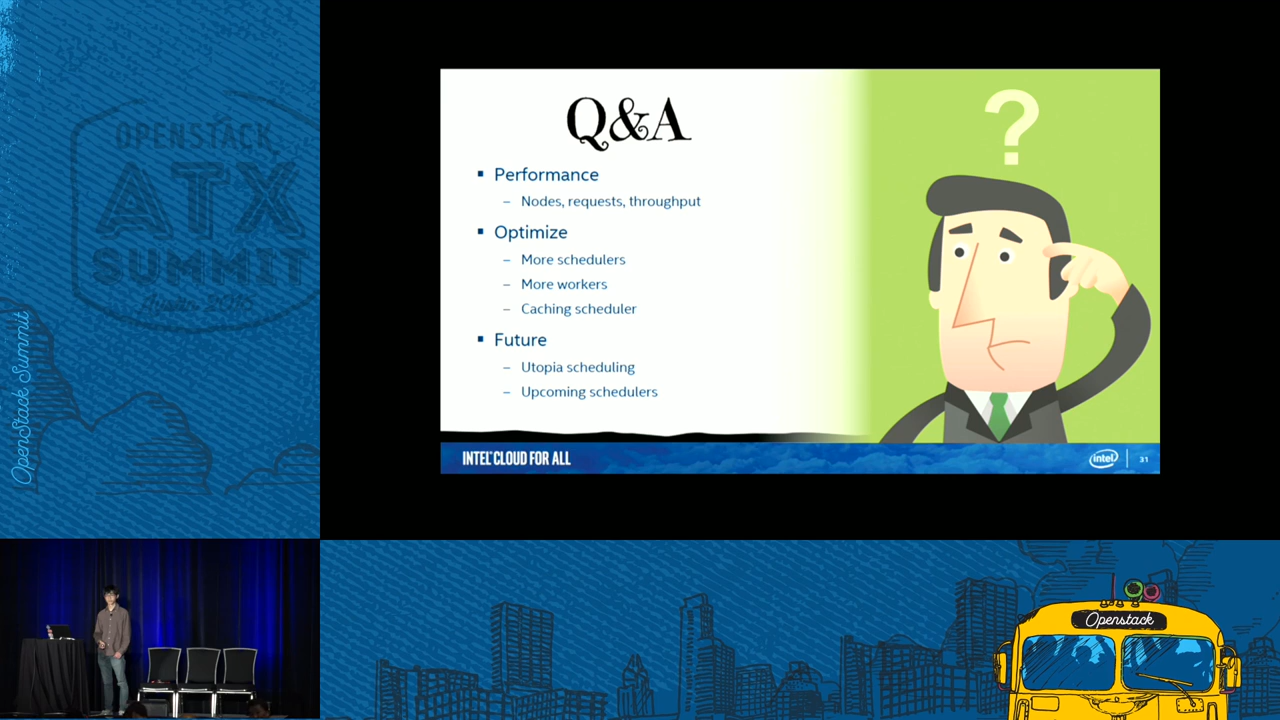 OPENSTACK
ATX
SUMMIT
OpenStack Summit
Q&A
▪ Performance
– Nodes, requests, throughput
▪ Optimize
– More schedulers
– More workers
– Caching scheduler
▪ Future
– Utopia scheduling
– Upcoming schedulers
?
INTEL® CLOUD FOR ALL
intel
31
Openstack